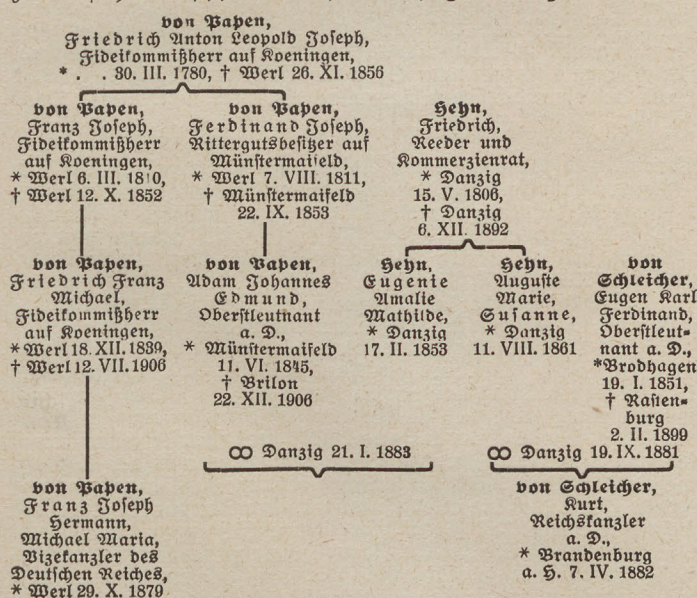 von Papen,
Friedrich Anton Leopold Joseph,
Fideikommißherr auf Koeningen,
* . . 30. III. 1780, † Werl 26. XI. 1856
von Papen,
Franz Joseph,
Fideikommißherr
auf Koeningen,
* Werl 6. III. 1810,
† Werl 12. X. 1852
von Papen,
Ferdinand Joseph,
Rittergutsbesitzer auf
Münstermaifeld,
* Werl 7. VIII. 1811,
† Münstermaifeld
22. IX. 1853
Hehn,
Friedrich,
Reeder und
Kommerzienrat,
* Danzig
15. V. 1806,
† Danzig
6. XII. 1892
von Papen,
Friedrich Franz
Michael,
Fideikommißherr
auf Koeningen,
* Werl 18. XII. 1839,
† Werl 12. VII. 1906
von Papen,
Adam Johannes
Edmund,
Oberstleutnant
a. D.,
* Münstermaifeld
11. VI. 1845,
† Brilon
22. XII. 1906
Hehn,
Eugenie
Amalie
Mathilde,
* Danzig
17. II. 1853
Hehn,
Auguste
Marie,
Susanne,
* Danzig
11. VIII. 1861
von
Schleicher,
Eugen Karl
Ferdinand,
Oberstleut-
nant a. D.,
*Brodhagen
19. I. 1851,
† Rasten-
burg
2. II. 1899
∞ Danzig 21. I. 1883
∞ Danzig 19. IX. 1881
von Papen,
Franz Joseph
Hermann,
Michael Maria,
Vizekanzler des
Deutschen Reiches,
* Werl 29. X. 1879
von Schleicher,
Kurt,
Reichskanzler
a. D.,
* Brandenburg
a. H. 7. IV. 1882